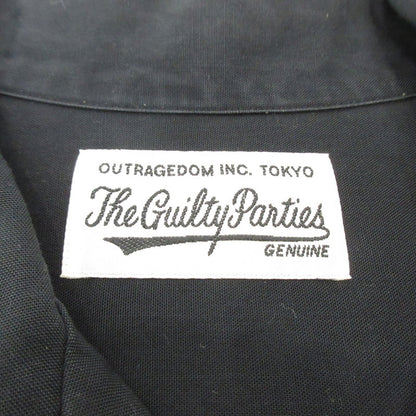 OUTRAGEDOM INC. TOKYO
The Guilty Parties
GENUINE